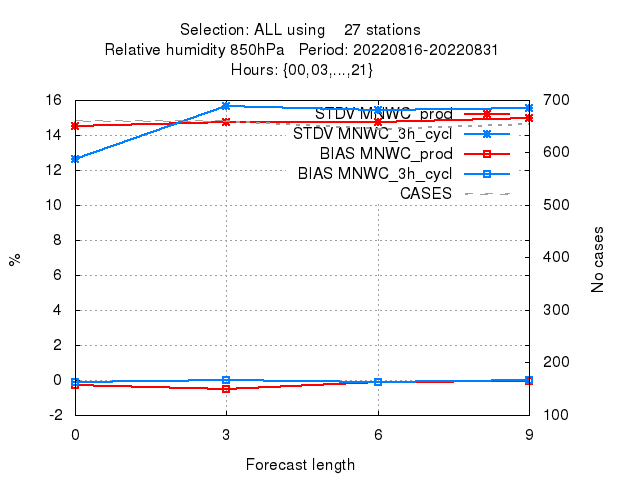 Selection: ALL using 27 stations
Relative humidity 850hPa Period: 20220816-20220831
Hours: {00,03,...,21}
STDV MNWC_prod
STDV MNWC_3h_cycl
BIAS MNWC_prod
BIAS MNWC_3h_cycl
CASES
16
14
12
10
8
6
4
2
0
-2
%
700
600
500
400
300
200
100
No cases
0 3 6 9
Forecast length